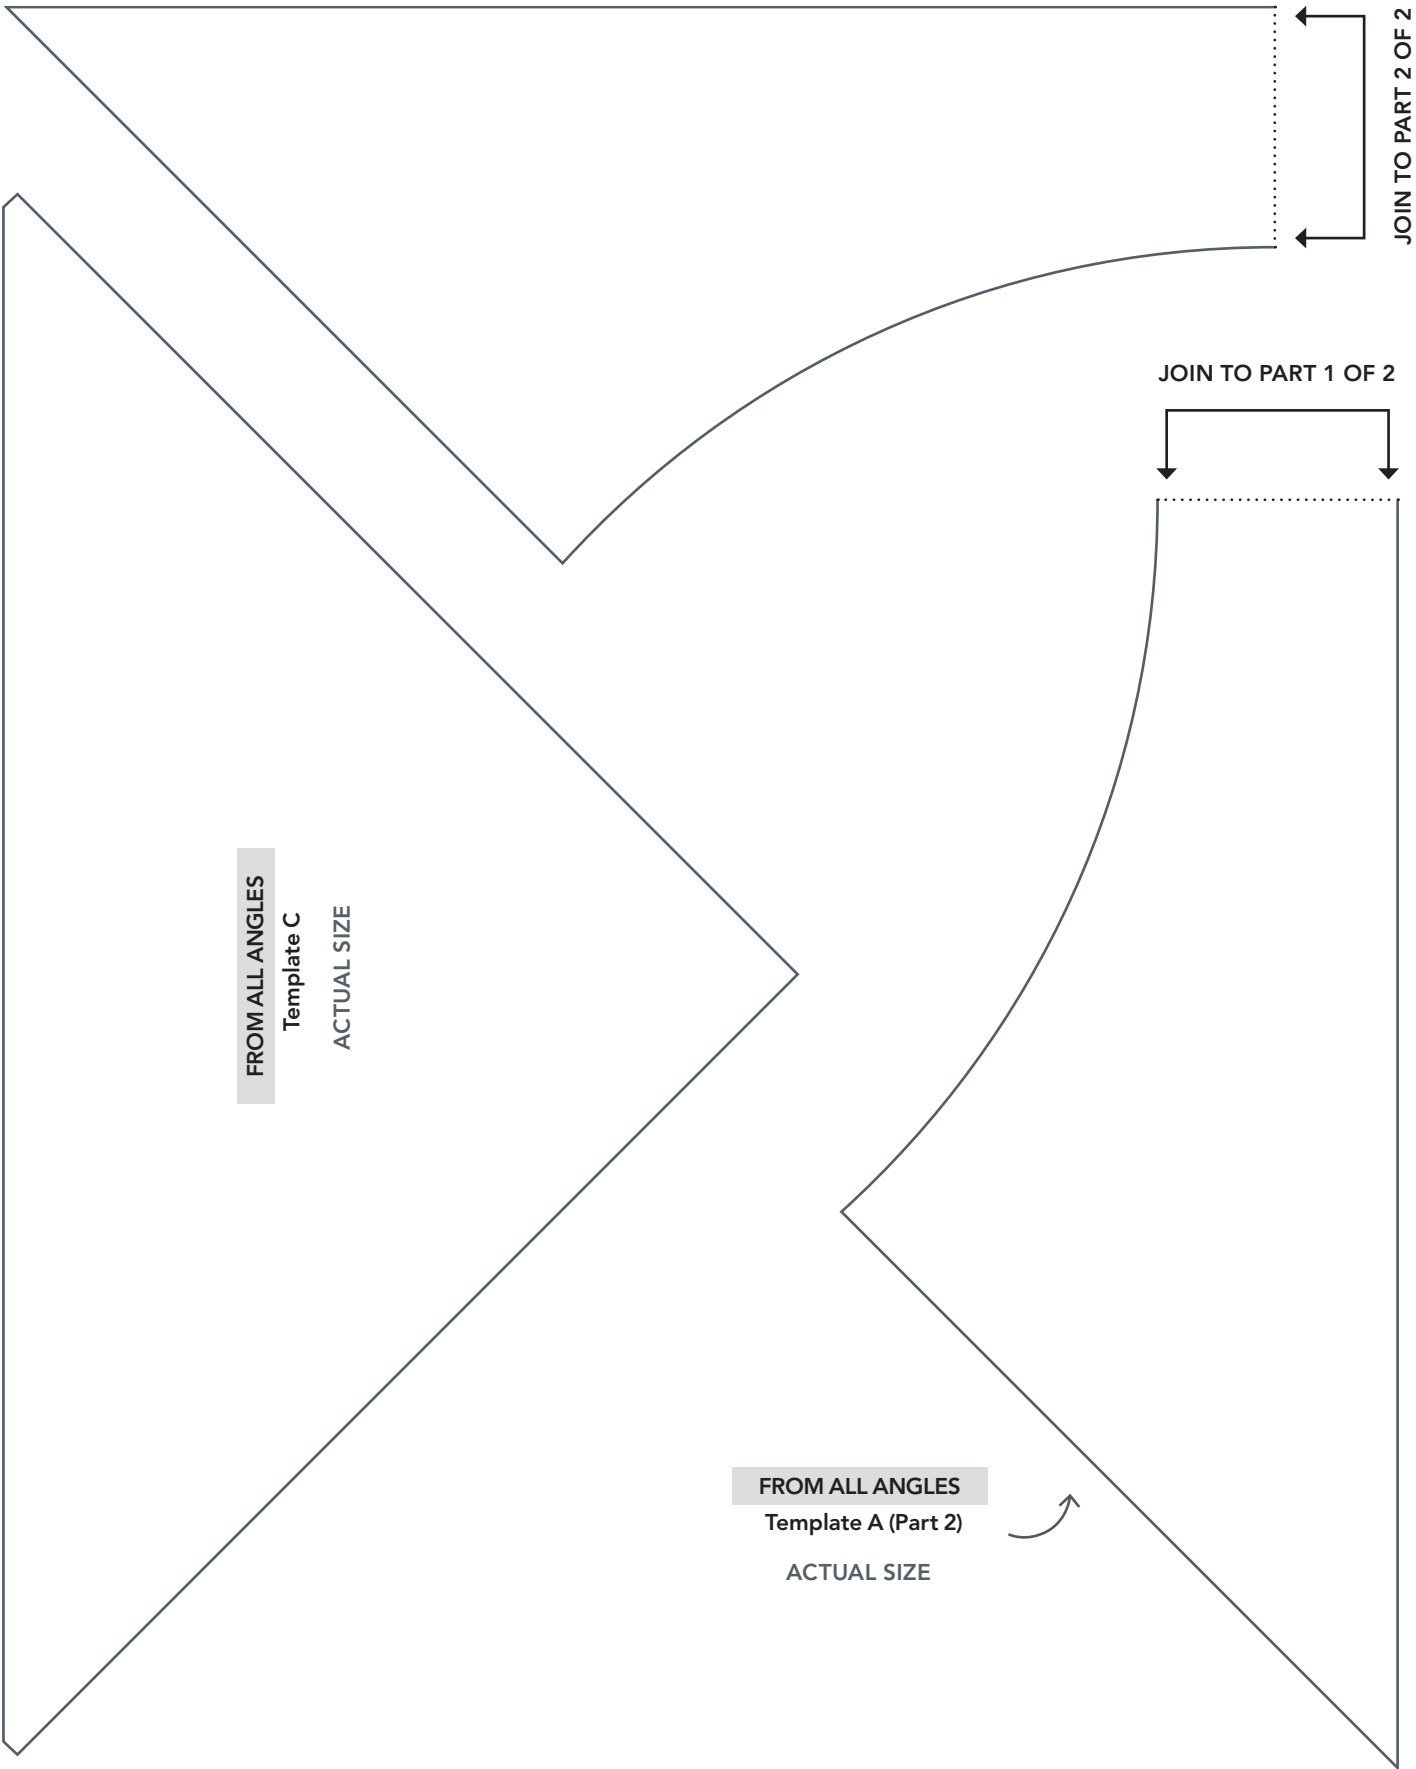 JOIN TO PART 2 OF 2
JOIN TO PART 1 OF 2
FROM ALL ANGLES
Template C
ACTUAL SIZE
FROM ALL ANGLES
Template A (Part 2)
ACTUAL SIZE